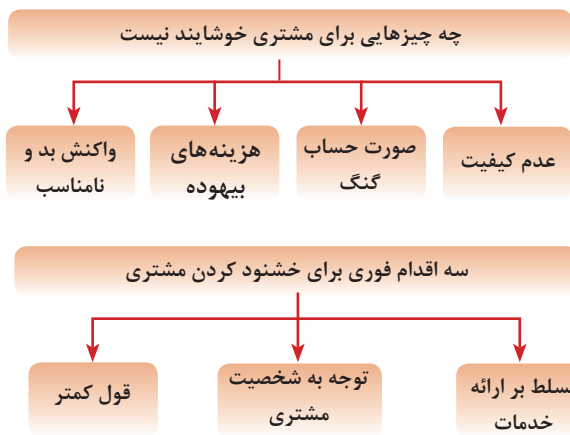 چه چیزهایی برای مشتری خوشایند نیست
عدم کیفیت
صورت حساب
گنگ
هزینه‌های
بیهوده
واکنش بد و
نامناسب
سه اقدام فوری برای خشنود کردن مشتری
سلط بر ارائه
خدمات
توجه به شخصیت
مشتری
قول کمتر